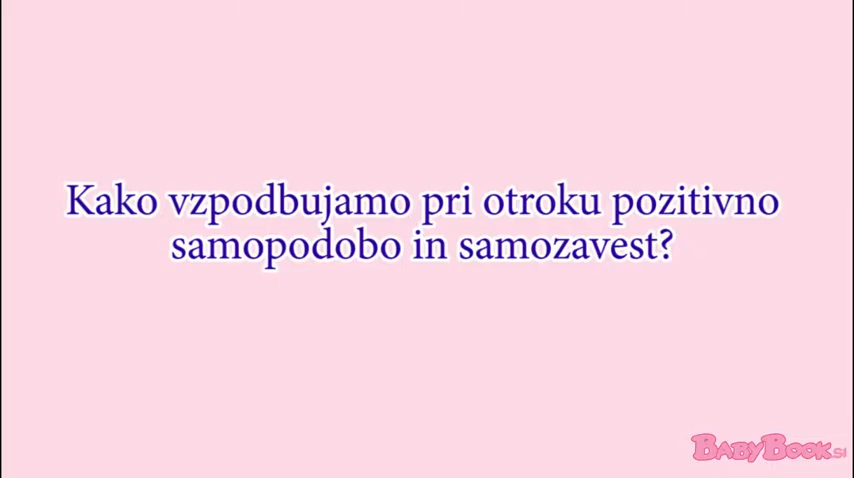 Kako vzpodbujamo pri otroku pozitivno
samopodobo in samozavest?
BABYBOOK.SI